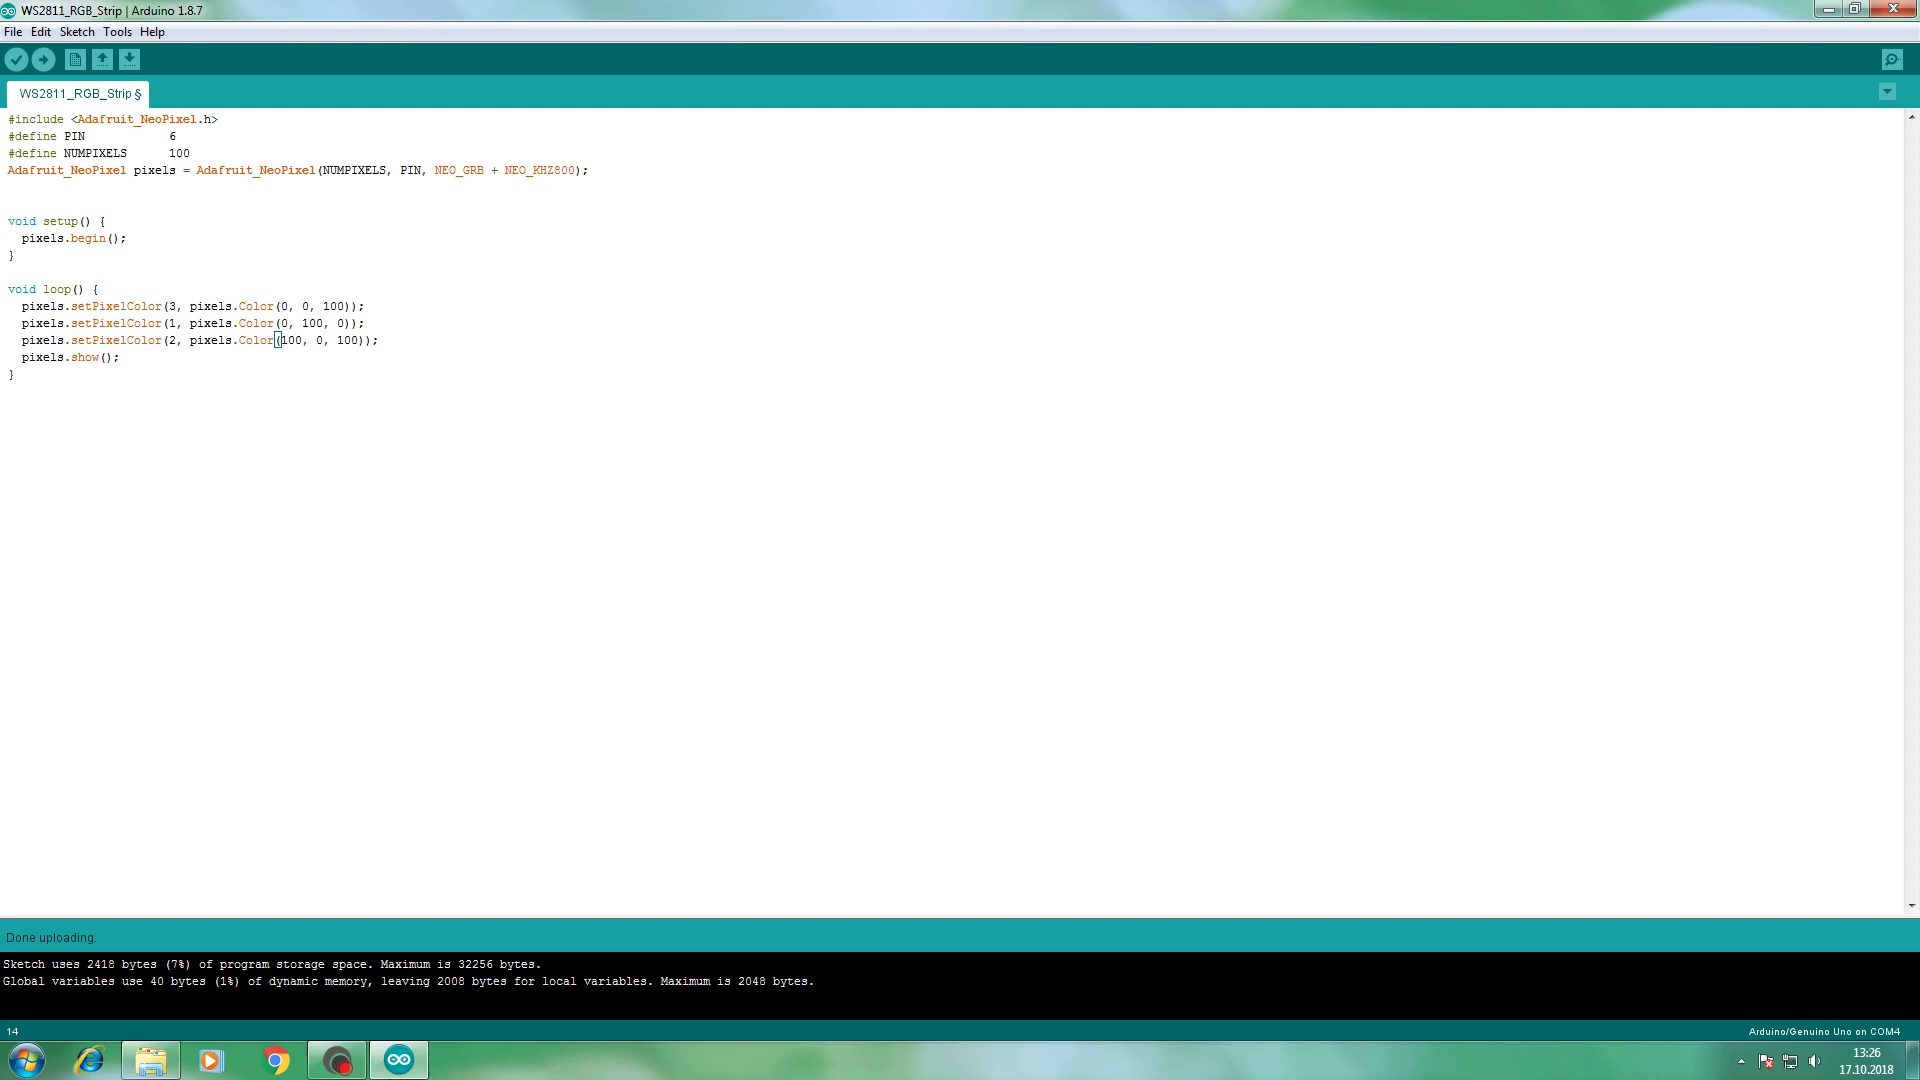 WS2811_RGB_Strip | Arduino 1.8.7
File Edit Sketch Tools Help
WS2811_RGB_Strip §
#include <Adafruit_NeoPixel.h>
#define PIN            6
#define NUMPIXELS      100
Adafruit_NeoPixel pixels = Adafruit_NeoPixel(NUMPIXELS, PIN, NEO_GRB + NEO_KHZ800);
void setup() {
  pixels.begin();
}
void loop() {
  pixels.setPixelColor(3, pixels.Color(0, 0, 100));
  pixels.setPixelColor(1, pixels.Color(0, 100, 0));
  pixels.setPixelColor(2, pixels.Color(100, 0, 100));
  pixels.show();
}
Done uploading.
Sketch uses 2418 bytes (7%) of program storage space. Maximum is 32256 bytes.
Global variables use 40 bytes (1%) of dynamic memory, leaving 2008 bytes for local variables. Maximum is 2048 bytes.
14
Arduino/Genuino Uno on COM4
13:26
17.10.2018